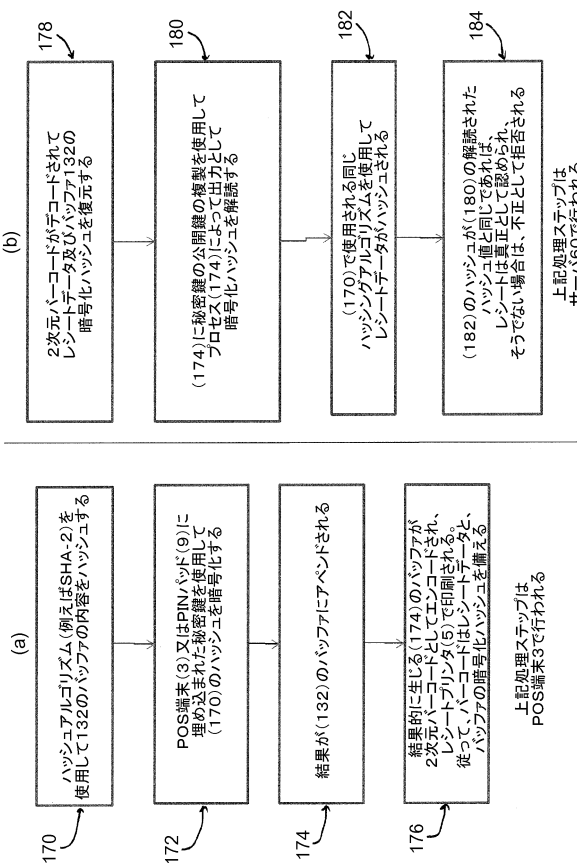 (a)
170
ハッシュアルゴリズム(例えばSHA-2)を
使用して132のバッファの内容をハッシュする
172
POS端末(3)又はPINパッド(9)に
埋め込まれた秘密鍵を使用して
(170)のハッシュを暗号化する
174
結果が(132)のバッファにアペンドされる
176
結果的に生じる(174)のバッファが
2次元バーコードとしてエンコードされ、
レシートプリンタ(5)で印刷される。
従って、バーコードはレシートデータと、
バッファの暗号化ハッシュを備える
上記処理ステップは
POS端末3で行われる
(b)
2次元バーコードがデコードされて
レシートデータ及びバッファ132の
暗号化ハッシュを復元する
178
(174)に秘密鍵の公開鍵の複製を使用して
プロセス(174)によって出力として
暗号化ハッシュを解読する
180
(170)で使用される同じ
ハッシングアルゴリズムを使用して
レシートデータがハッシュされる
182
(182)のハッシュが(180)の解読された
ハッシュ値と同じであれば、
レシートは真正として認められ、
そうでない場合は、不正として拒否される
184
上記処理ステップは
サーバ60で行われる